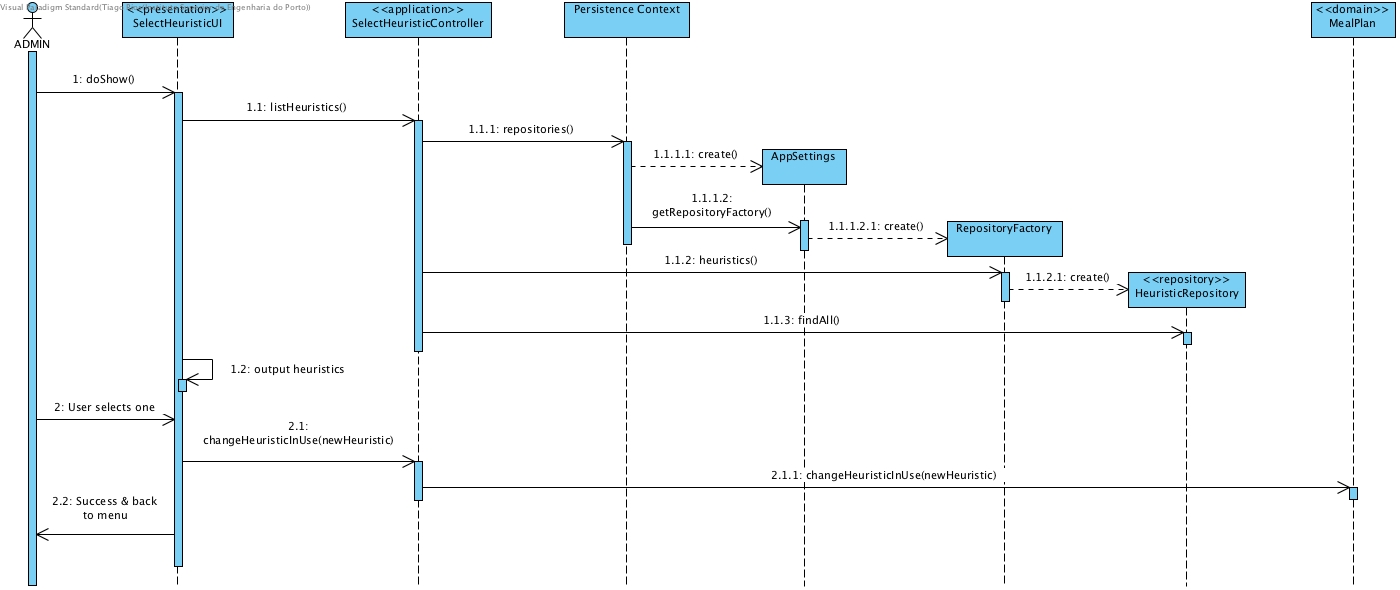 Visual Paradigm Standard(Tiago
Engenharia do Porto))
ADMIN
<<presentation>>
SelectHeuristicUI
<<application>>
SelectHeuristicController
Persistence Context
<<domain>>
MealPlan
1: doShow()
1.1: listHeuristics()
1.1.1: repositories()
1.1.1.1: create()
AppSettings
1.1.1.2:
getRepositoryFactory()
1.1.1.2.1: create()
RepositoryFactory
1.1.2: heuristics()
1.1.2.1: create()
<<repository>>
HeuristicRepository
1.1.3: findAll()
1.2: output heuristics
2: User selects one
2.1:
changeHeuristicInUse(newHeuristic)
2.1.1: changeHeuristicInUse(newHeuristic)
2.2: Success & back
to menu